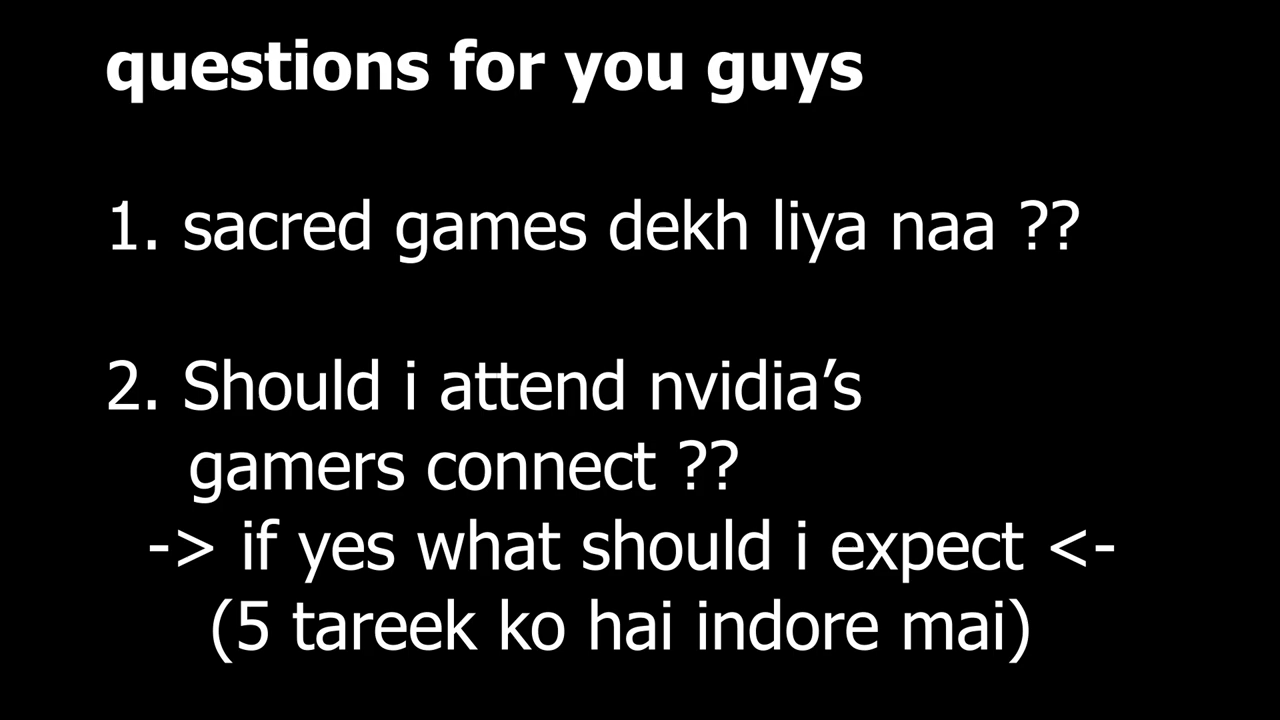 questions for you guys
1. sacred games dekh liya naa ??
2. Should i attend nvidia’s
gamers connect ??
-> if yes what should i expect <-
(5 tareek ko hai indore mai)